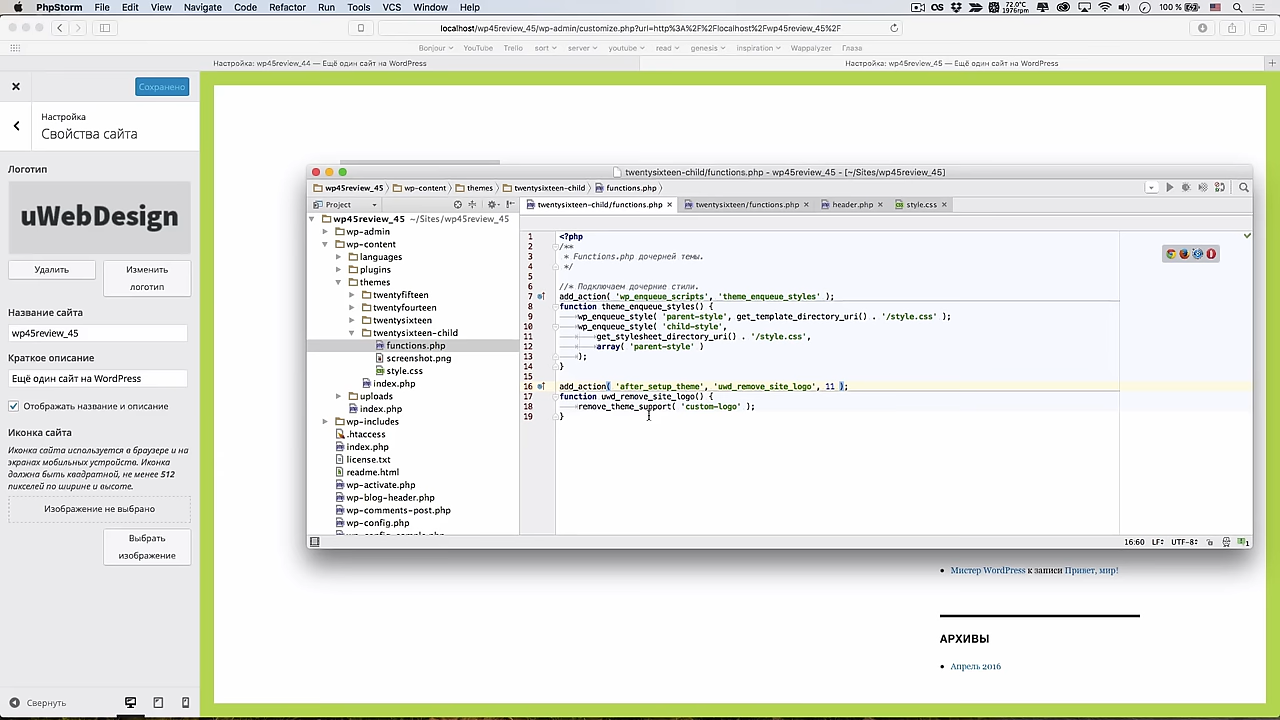 PhpStorm File Edit View Navigate Code Refactor Run Tools VCS Window Help
72.0°C
1976rpm
100 %
localhost/wp45review_45/wp-admin/customize.php?url=http%3A%2F%2Flocalhost%2Fwp45review_45%2F
Bonjour YouTube Trello sort server youtube read genesis inspiration Wappalyzer Глаза
Настройка: wp45review_44 — Ещё один сайт на WordPress
Настройка: wp45review_45 — Ещё один сайт на WordPress
Сохранено
Настройка
Свойства сайта
Логотип
uWebDesign
Удалить
Изменить
логотип
Название сайта
wp45review_45
Краткое описание
Ещё один сайт на WordPress
Отображать название и описание
Иконка сайта
Иконка сайта используется в браузере и на
экранах мобильных устройств. Иконка
должна быть квадратной, не менее 512
пикселей по ширине и высоте.
Изображение не выбрано
Выбрать
изображение
Свернуть
twentysixteen-child/functions.php - wp45review_45 - [~/Sites/wp45review_45]
wp45review_45 wp-content themes twentysixteen-child functions.php
Project
twentysixteen-child/functions.php twentysixteen/functions.php header.php style.css
wp45review_45 ~/Sites/wp45review_45
wp-admin
wp-content
languages
plugins
themes
twentyfifteen
twentyfourteen
twentysixteen
twentysixteen-child
functions.php
screenshot.png
style.css
index.php
uploads
index.php
wp-includes
.htaccess
index.php
license.txt
readme.html
wp-activate.php
wp-blog-header.php
wp-comments-post.php
wp-config.php
1 <?php
2 /**
3 * Functions.php дочерней темы.
4 */
5
6 //* Подключаем дочерние стили.
7 add_action( 'wp_enqueue_scripts', 'theme_enqueue_styles' );
8 function theme_enqueue_styles() {
9 wp_enqueue_style( 'parent-style', get_template_directory_uri() . '/style.css' );
10 wp_enqueue_style( 'child-style',
11 get_stylesheet_directory_uri() . '/style.css',
12 array( 'parent-style' )
13 );
14 }
15
16 add_action( 'after_setup_theme', 'uwd_remove_site_logo', 11 );
17 function uwd_remove_site_logo() {
18 remove_theme_support( 'custom-logo' );
19 }
16:60 LF UTF-8
Мистер WordPress к записи Привет, мир!
АРХИВЫ
Апрель 2016